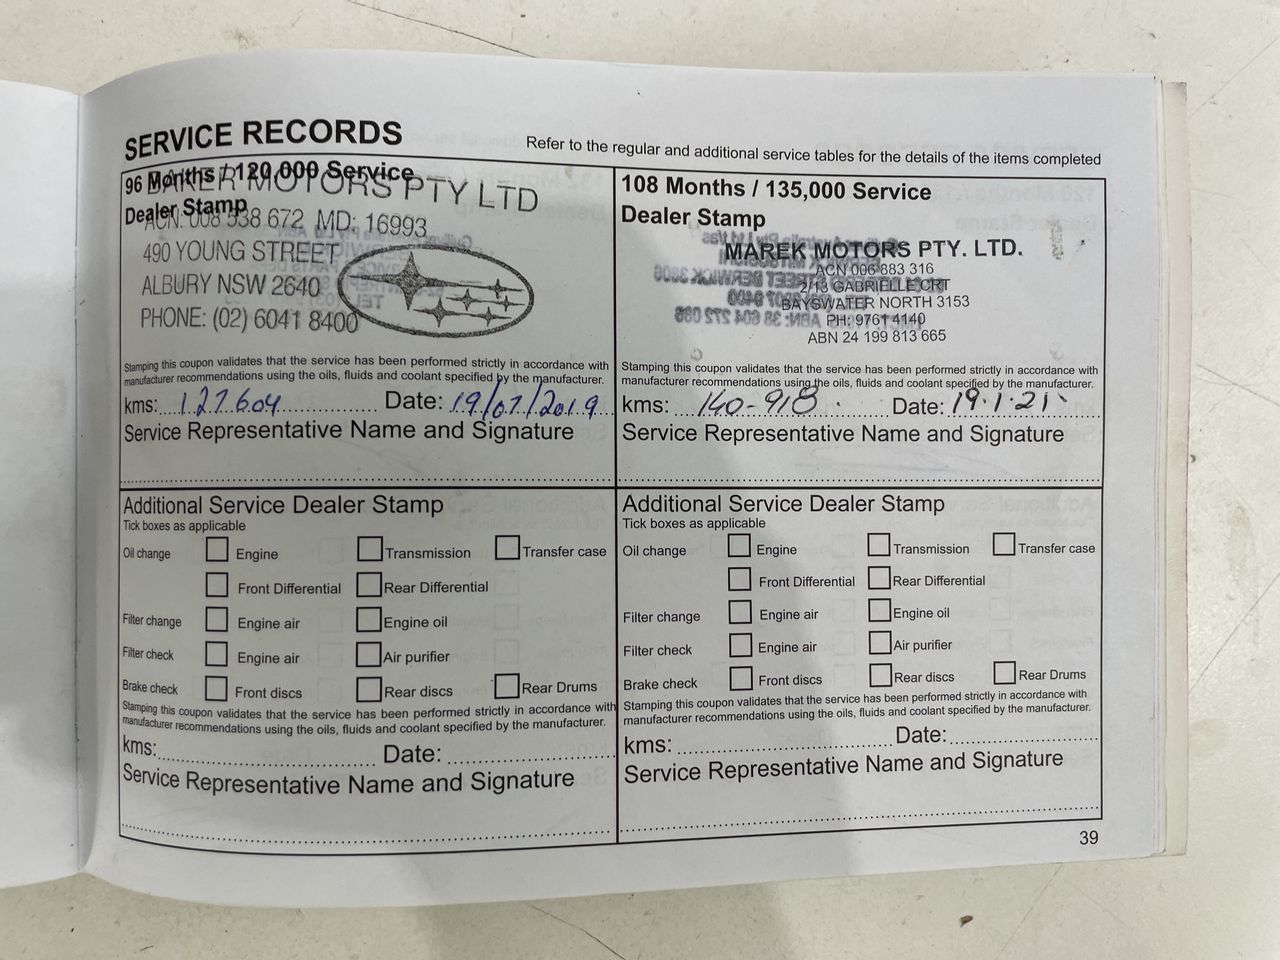 SERVICE RECORDS
Refer to the regular and additional service tables for the details of the items completed
96 Months / 120,000 Service
MOTORS PTY LTD
Dealer Stamp
ACN: 008 538 672 MD: 16993
490 YOUNG STREET
ALBURY NSW 2640
PHONE: (02) 6041 8400
Stamping this coupon validates that the service has been performed strictly in accordance with
manufacturer recommendations using the oils, fluids and coolant specified by the manufacturer.
kms: 127604 Date: 19/07/2019
Service Representative Name and Signature
108 Months / 135,000 Service
Dealer Stamp
MAREK MOTORS PTY. LTD.
ACN 006 883 316
2/13 GABRIELLE CRT
BAYSWATER NORTH 3153
PH: 9761 4140
ABN 24 199 813 665
Stamping this coupon validates that the service has been performed strictly in accordance with
manufacturer recommendations using the oils, fluids and coolant specified by the manufacturer.
kms: 140-918 Date: 19.1.21
Service Representative Name and Signature
Additional Service Dealer Stamp
Tick boxes as applicable
Oil change Engine Transmission Transfer case
Front Differential Rear Differential
Filter change Engine air Engine oil
Filter check Engine air Air purifier
Brake check Front discs Rear discs Rear Drums
Stamping this coupon validates that the service has been performed strictly in accordance with
manufacturer recommendations using the oils, fluids and coolant specified by the manufacturer.
kms: Date:
Service Representative Name and Signature
Additional Service Dealer Stamp
Tick boxes as applicable
Oil change Engine Transmission Transfer case
Front Differential Rear Differential
Filter change Engine air Engine oil
Filter check Engine air Air purifier
Brake check Front discs Rear discs Rear Drums
Stamping this coupon validates that the service has been performed strictly in accordance with
manufacturer recommendations using the oils, fluids and coolant specified by the manufacturer.
kms: Date:
Service Representative Name and Signature
39